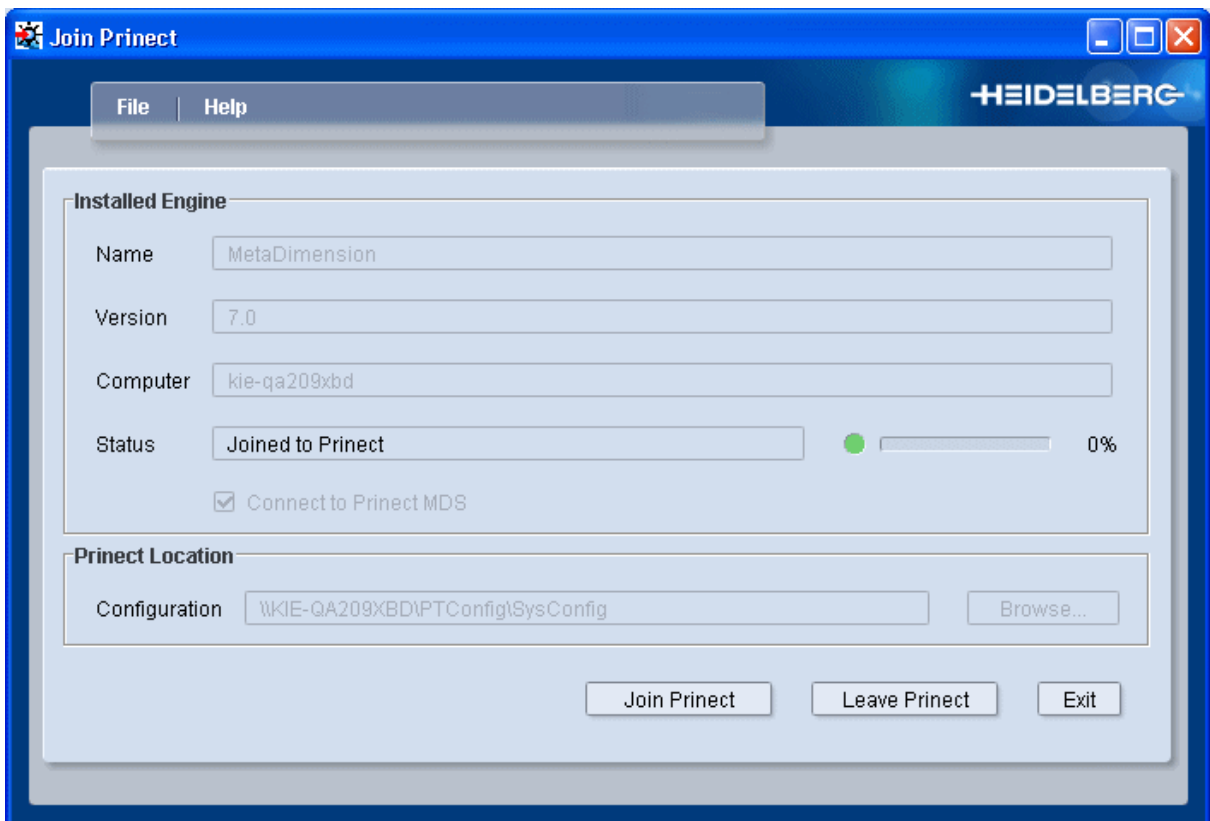 Join Prinect
HEIDELBERG
File | Help
Installed Engine
Name MetaDimension
Version 7.0
Computer kie-qa209xbd
Status Joined to Prinect 0%
Connect to Prinect MDS
Prinect Location
Configuration \\KIE-QA209XBD\PTConfig\SysConfig Browse...
Join Prinect Leave Prinect Exit